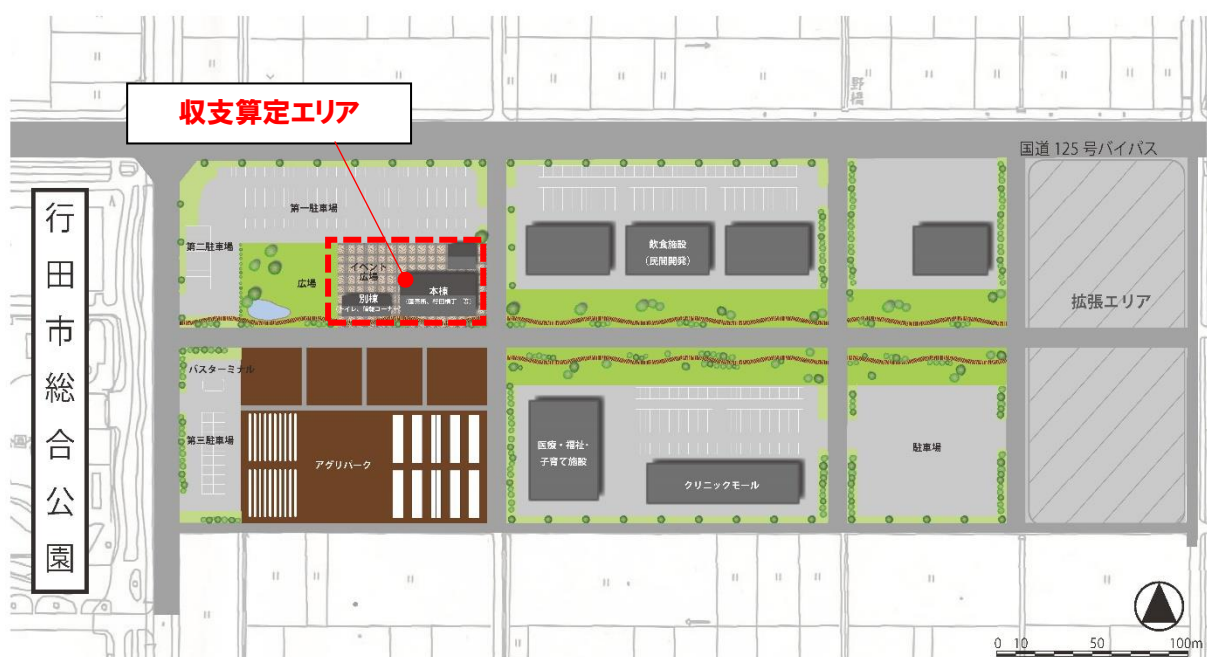 収支算定エリア
野橋
国道125号バイパス
行田市総合公園
第一駐車場
第二駐車場
広場
イベント
広場
別棟
本棟
飲食施設
(民間開発)
拡張エリア
バスターミナル
第三駐車場
アグリパーク
医療・福祉・
子育て施設
クリニックモール
駐車場
0 10 50 100m